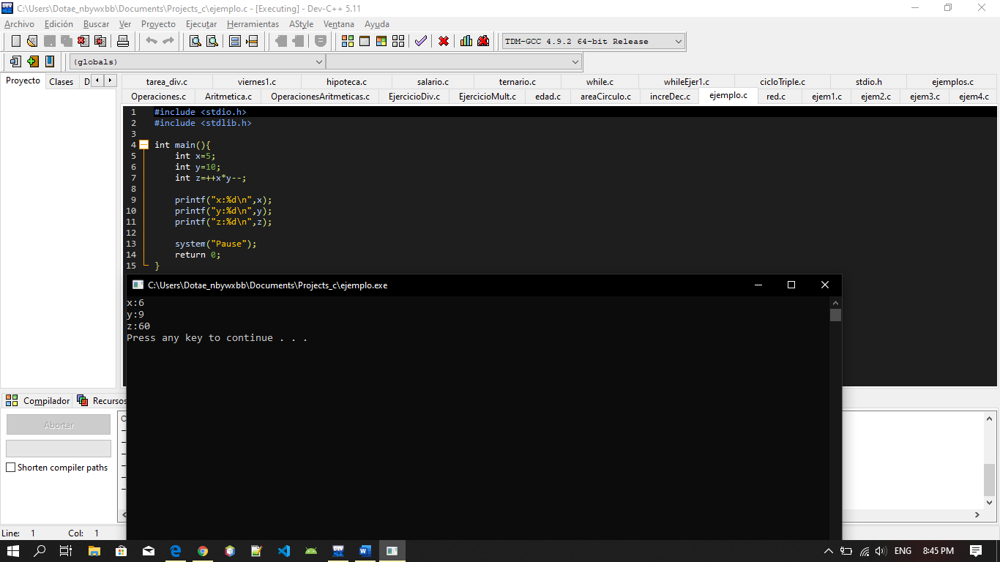 C:\Users\Dotae_nbywxbb\Documents\Projects_c\ejemplo.c - [Executing] - Dev-C++ 5.11
Archivo Edición Buscar Ver Proyecto Ejecutar Herramientas AStyle Ventana Ayuda
TDM-GCC 4.9.2 64-bit Release
(globals)
Proyecto Clases D
tarea_div.c viernes1.c hipoteca.c salario.c ternario.c while.c whileEjer1.c cicloTriple.c stdio.h ejemplos.c
Operaciones.c Aritmetica.c OperacionesAritmeticas.c EjercicioDiv.c EjercicioMult.c edad.c areaCirculo.c increDec.c ejemplo.c red.c ejem1.c ejem2.c ejem3.c ejem4.c
1 #include <stdio.h>
2 #include <stdlib.h>
3
4 int main(){
5 int x=5;
6 int y=10;
7 int z=++x*y--;
8
9 printf("x:%d\n",x);
10 printf("y:%d\n",y);
11 printf("z:%d\n",z);
12
13 system("Pause");
14 return 0;
15 }
C:\Users\Dotae_nbywxbb\Documents\Projects_c\ejemplo.exe
x:6
y:9
z:60
Press any key to continue . . .
Compilador Recursos
Abortar
Shorten compiler paths
Line: 1 Col: 1
ENG 8:45 PM